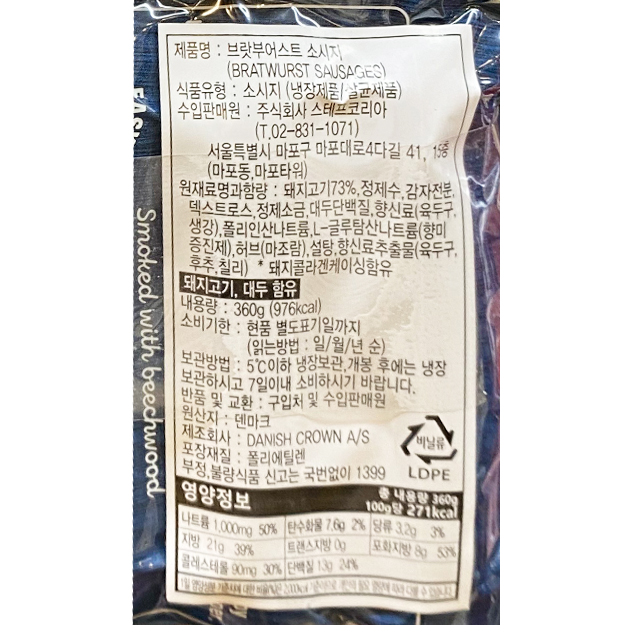 제품명 : 브랏부어스트 소시지
(BRATWURST SAUSAGES)
식품유형 : 소시지 (냉장제품/살균제품)
수입판매원 : 주식회사 스테프코리아
(T.02-831-1071)
서울특별시 마포구 마포대로4다길 41,
(마포동,마포타워)
원재료명과함량 : 돼지고기73%,정제수,감자전분,
덱스트로스,정제소금,대두단백질,향신료(육두구,
생강),폴리인산나트륨,L-글루탐산나트륨(향미
증진제),허브(마조람),설탕,향신료추출물(육두구,
후추,칠리) * 돼지콜라겐케이싱함유
돼지고기, 대두 함유
내용량 : 360g (976kcal)
소비기한 : 현품 별도표기일까지
(읽는방법 : 일/월/년 순)
보관방법 : 5℃이하 냉장보관,개봉 후에는 냉장
보관하시고 7일이내 소비하시기 바랍니다.
반품 및 교환 : 구입처 및 수입판매원
원산지 : 덴마크
제조회사 : DANISH CROWN A/S
포장재질 : 폴리에틸렌
부정,불량식품 신고는 국번없이 1399
비닐류
LDPE
영양정보
총 내용량 360g
100g당 271kcal
나트륨 1,000mg 50% 탄수화물 7.6g 2% 당류 3.2g 3%
지방 21g 39% 트랜스지방 0g 포화지방 8g 53%
콜레스테롤 90mg 30% 단백질 13g 24%
Smoked with beechwood